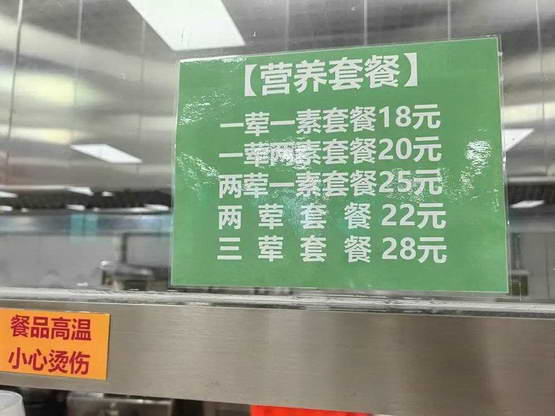 【营养套餐】
一荤一素套餐18元
一荤两素套餐20元
两荤一素套餐25元
两荤套餐22元
三荤套餐28元
餐品高温
小心烫伤